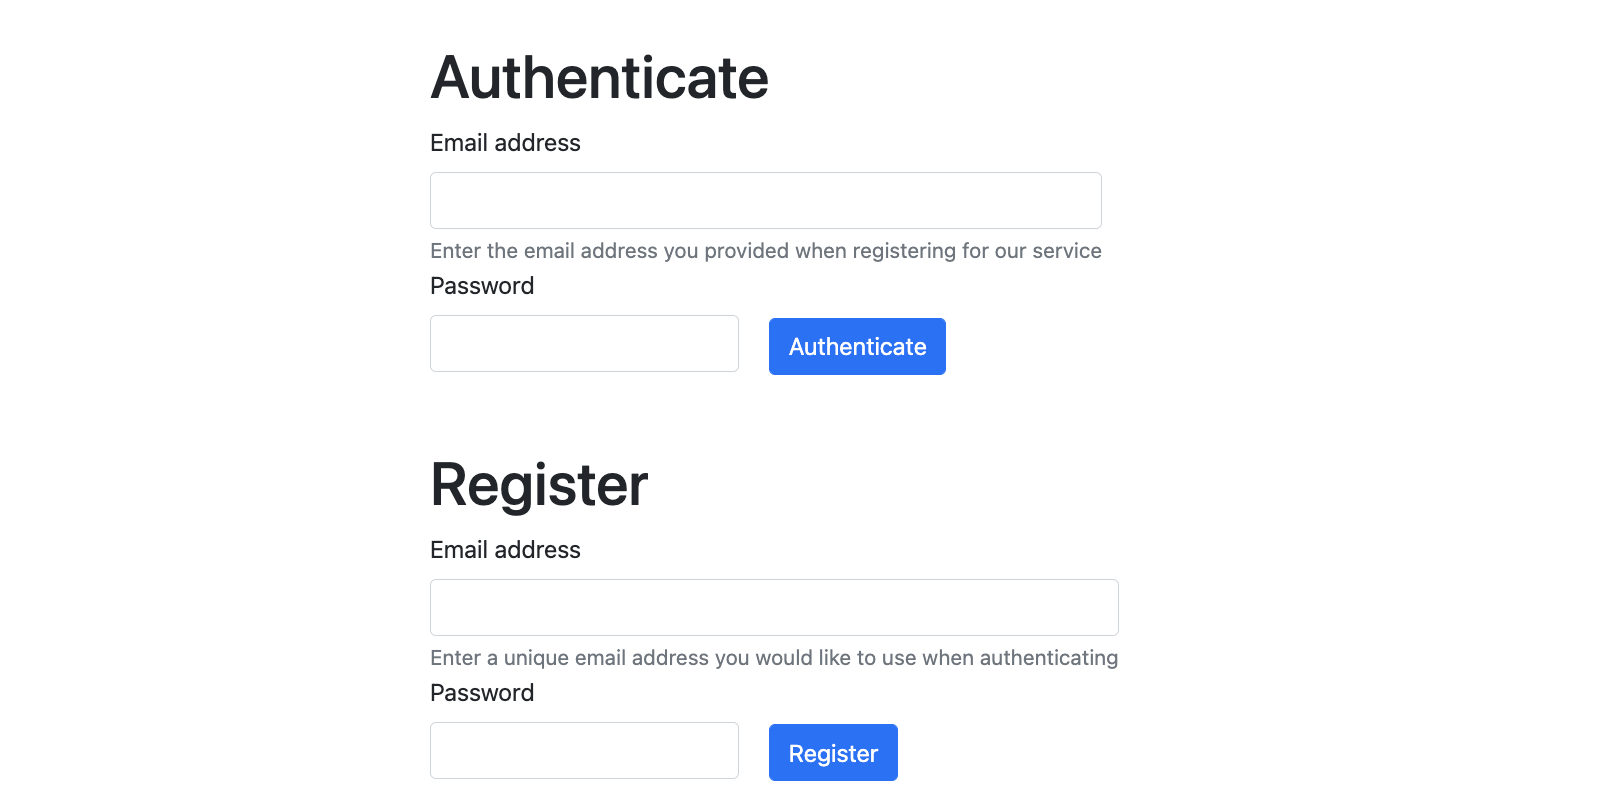 Authenticate
Email address
Enter the email address you provided when registering for our service
Password
Authenticate
Register
Email address
Enter a unique email address you would like to use when authenticating
Password
Register